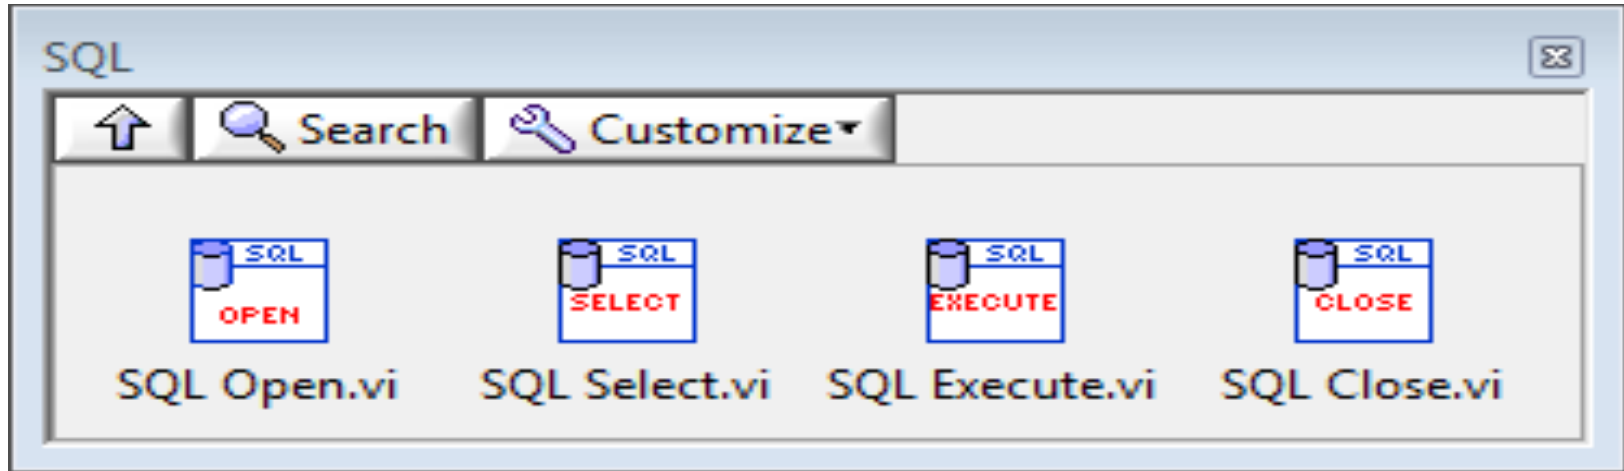 SQL
Search Customize
SQL SQL SQL SQL
OPEN SELECT EXECUTE CLOSE
SQL Open.vi SQL Select.vi SQL Execute.vi SQL Close.vi